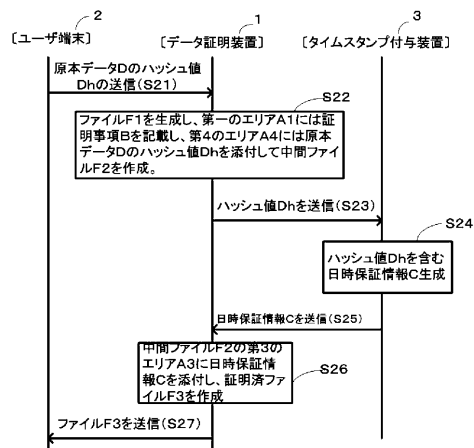 2
1
3
〔ユーザ端末〕
〔データ証明装置〕
〔タイムスタンプ付与装置〕
原本データDのハッシュ値
Dhの送信(S21)
S22
ファイルF1を生成し、第一のエリアA1には証
明事項Bを記載し、第4のエリアA4には原本
データDのハッシュ値Dhを添付して中間ファ
イルF2を作成。
ハッシュ値Dhを送信(S23)
S24
ハッシュ値Dhを含む
日時保証情報C生成
日時保証情報Cを送信(S25)
中間ファイルF2の第3の
エリアA3に日時保証情
報Cを添付し、証明済ファ
イルF3を作成
S26
ファイルF3を送信(S27)